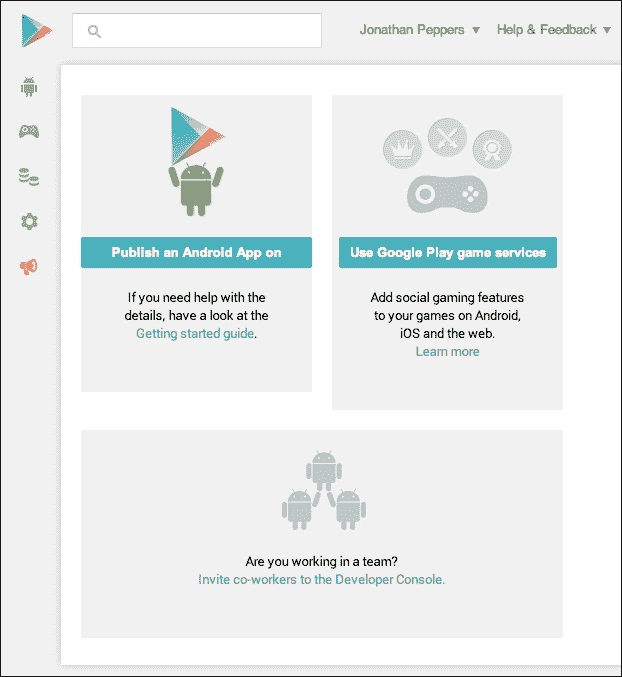 Jonathan Peppers Help & Feedback
Publish an Android App on
If you need help with the
details, have a look at the
Getting started guide.
Use Google Play game services
Add social gaming features
to your games on Android,
iOS and the web.
Learn more
Are you working in a team?
Invite co-workers to the Developer Console.